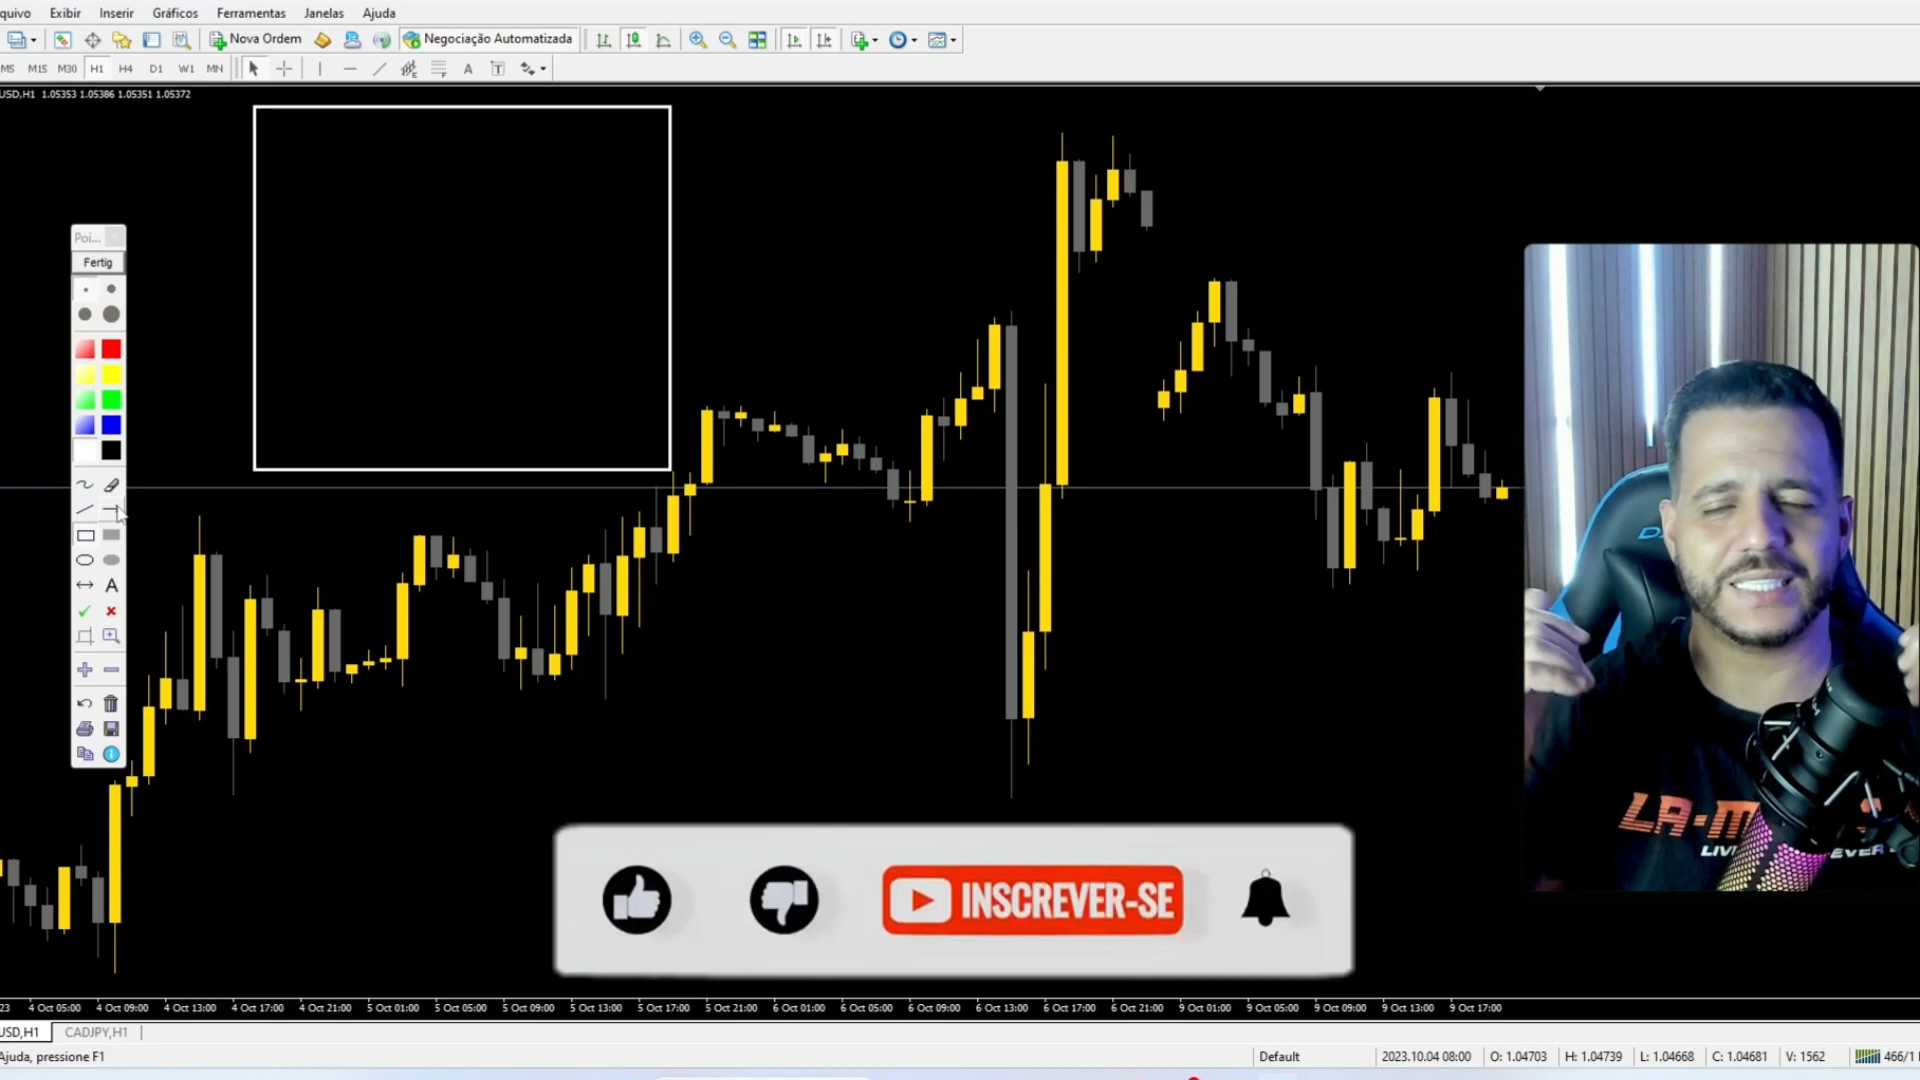 quivo Exibir Inserir Gráficos Ferramentas Janelas Ajuda
Nova Ordem Negociação Automatizada
M5 M15 M30 H1 H4 D1 W1 MN A T
USD,H1 1.05353 1.05386 1.05351 1.05372
Poi...
Fertig
A
LA-M
LIV EVER
INSCREVER-SE
23 4 Oct 05:00 4 Oct 09:00 4 Oct 13:00 4 Oct 17:00 4 Oct 21:00 5 Oct 01:00 5 Oct 05:00 5 Oct 09:00 5 Oct 13:00 5 Oct 17:00 5 Oct 21:00 6 Oct 01:00 6 Oct 05:00 6 Oct 09:00 6 Oct 13:00 6 Oct 17:00 6 Oct 21:00 9 Oct 01:00 9 Oct 05:00 9 Oct 09:00 9 Oct 13:00 9 Oct 17:00
USD,H1 CADJPY,H1
Ajuda, pressione F1 Default 2023.10.04 08:00 O: 1.04703 H: 1.04739 L: 1.04668 C: 1.04681 V: 1562 466/1